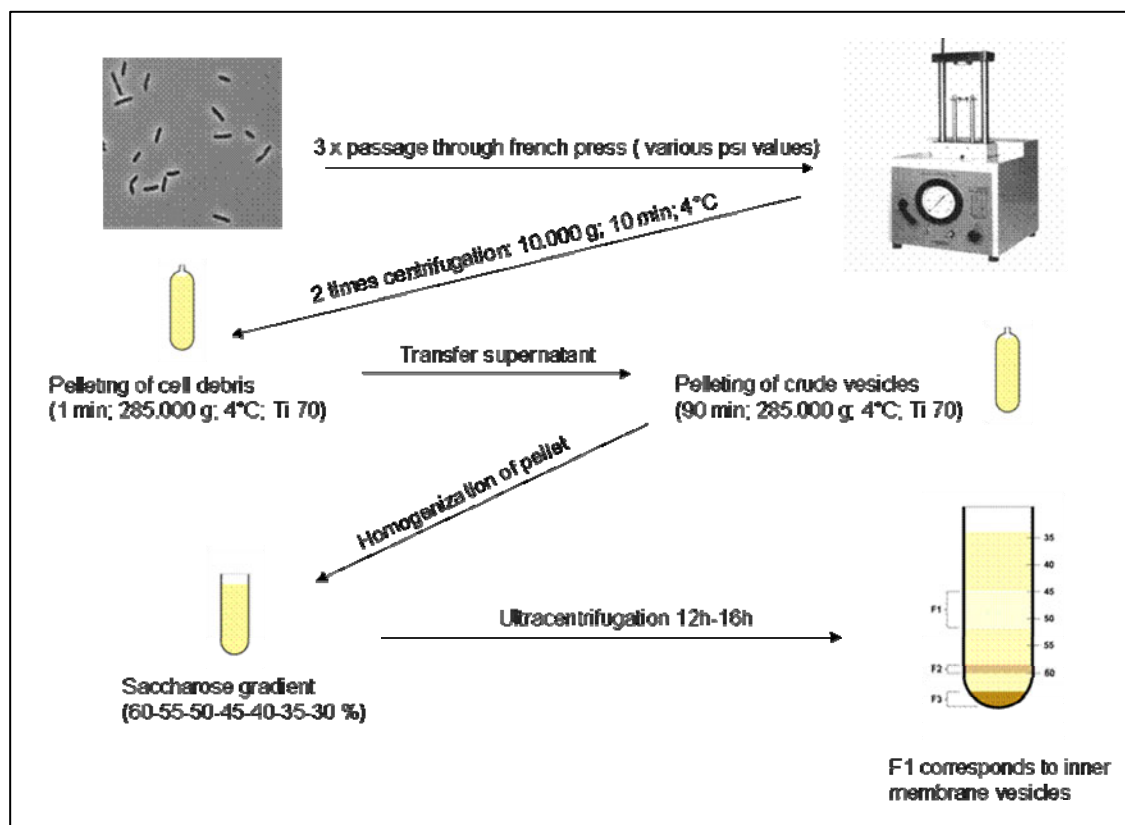 3 x passage through french press ( various psi values)
2 times centrifugation: 10.000 g; 10 min; 4°C
Pelleting of cell debris
(1 min; 285.000 g; 4°C; Ti 70)
Transfer supernatant
Pelleting of crude vesicles
(90 min; 285.000 g; 4°C; Ti 70)
Homogenization of pellet
Saccharose gradient
(60-55-50-45-40-35-30 %)
Ultracentrifugation 12h-16h
35
40
45
F1
50
55
F2
60
F3
F1 corresponds to inner
membrane vesicles